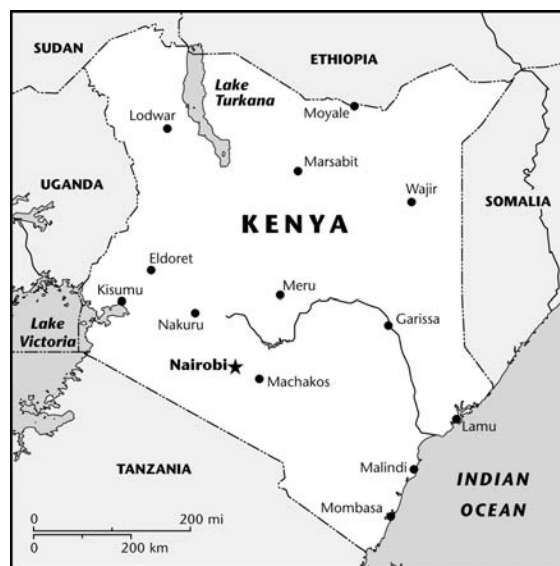 SUDAN
ETHIOPIA
Lake
Turkana
Moyale
Lodwar
Marsabit
UGANDA
Wajir
SOMALIA
KENYA
Eldoret
Kisumu
Meru
Nakuru
Garissa
Lake
Victoria
Nairobi
Machakos
Lamu
TANZANIA
Malindi
INDIAN
OCEAN
Mombasa
0 200 mi
0 200 km